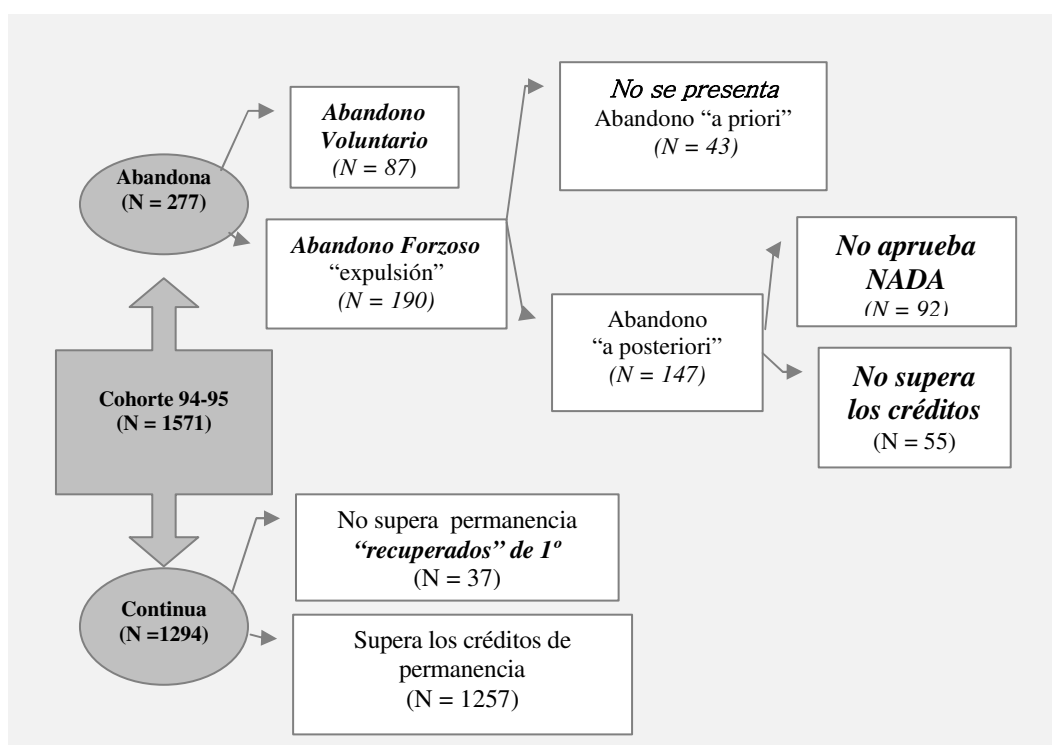 Abandono
Voluntario
(N = 87)
No se presenta
Abandono “a priori”
(N = 43)
Abandona
(N = 277)
Abandono Forzoso
“expulsión”
(N = 190)
No aprueba
NADA
(N = 92)
Abandono
“a posteriori”
(N = 147)
No supera
los créditos
(N = 55)
Cohorte 94-95
(N = 1571)
No supera permanencia
“recuperados” de 1º
(N = 37)
Continua
(N =1294)
Supera los créditos de
permanencia
(N = 1257)